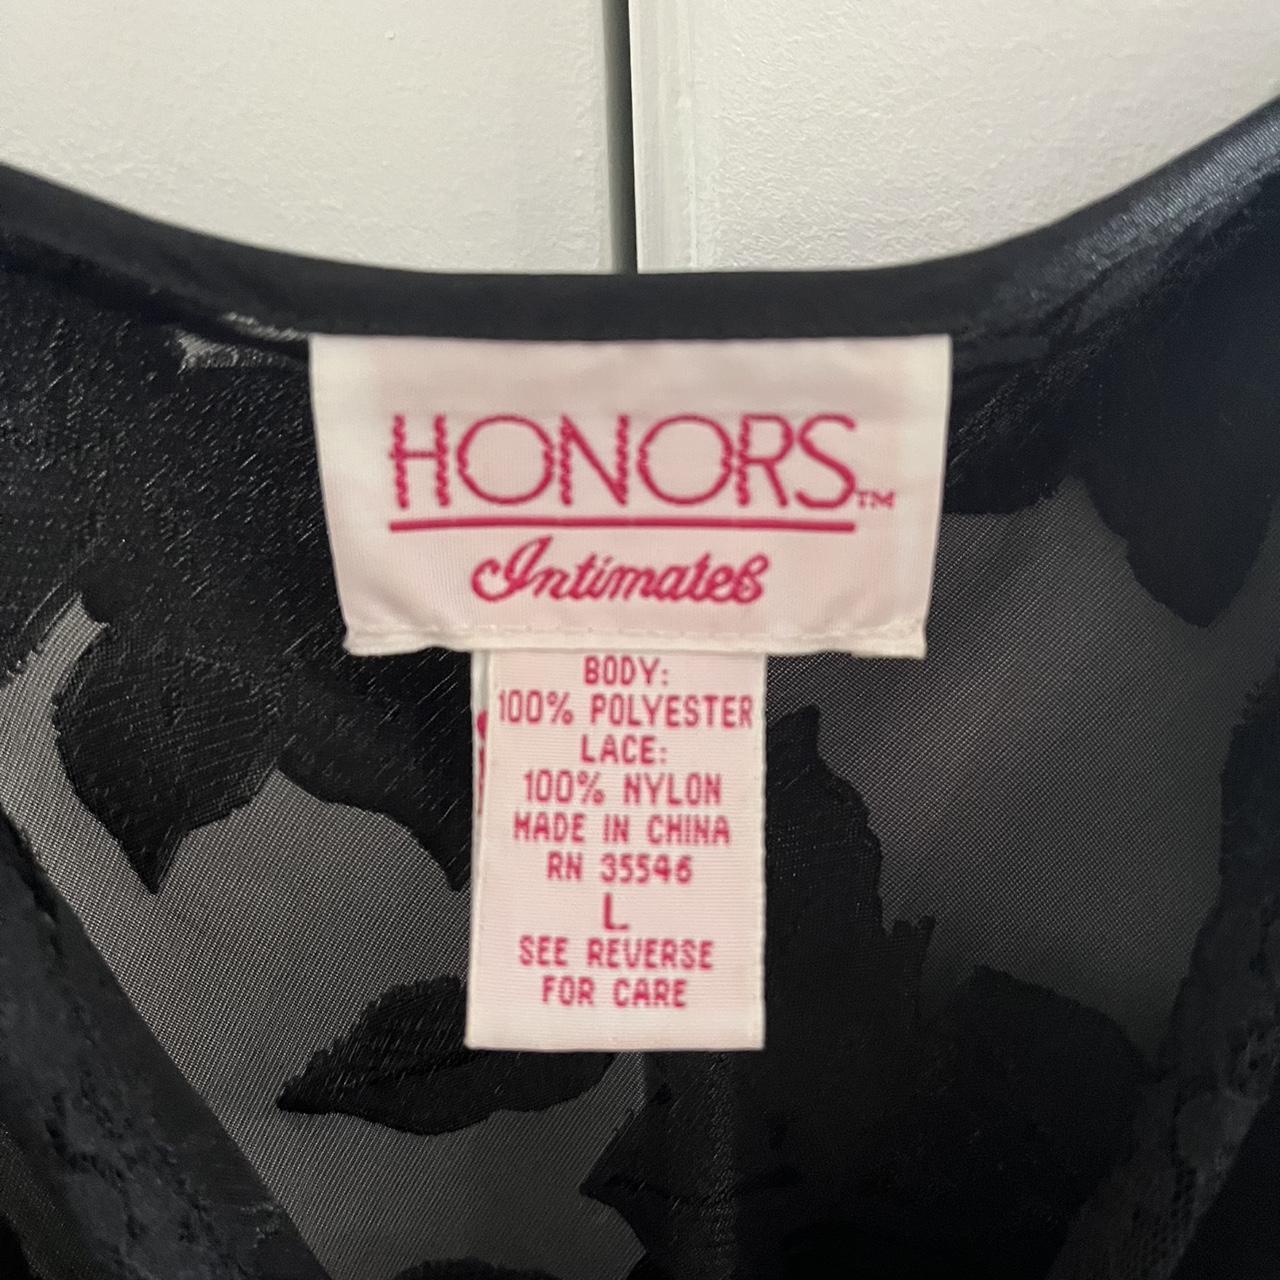 HONORS™
Intimates
BODY:
100% POLYESTER
LACE:
100% NYLON
MADE IN CHINA
RN 35546
L
SEE REVERSE
FOR CARE